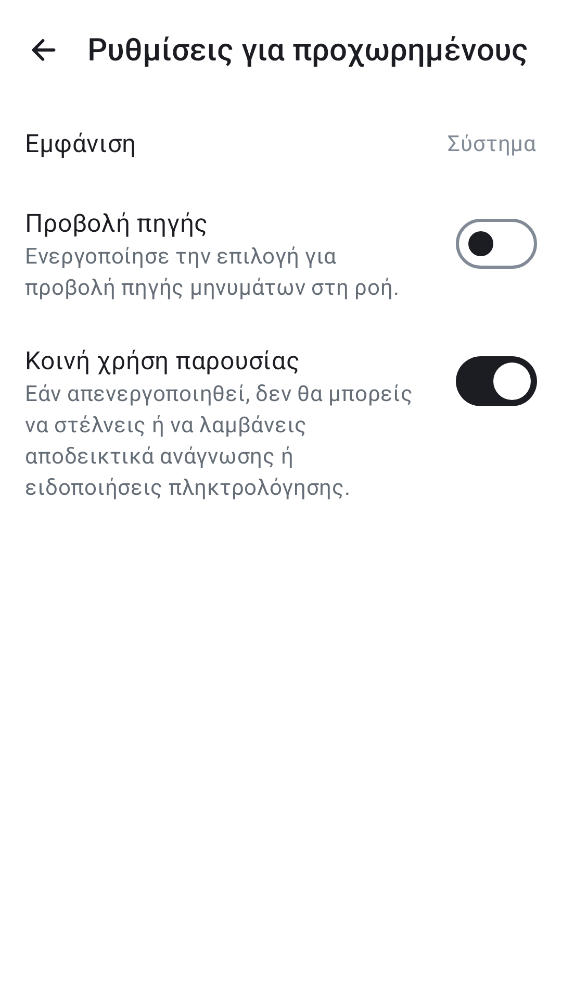 Ρυθμίσεις για προχωρημένους
Εμφάνιση Σύστημα
Προβολή πηγής
Ενεργοποίησε την επιλογή για
προβολή πηγής μηνυμάτων στη ροή.
Κοινή χρήση παρουσίας
Εάν απενεργοποιηθεί, δεν θα μπορείς
να στέλνεις ή να λαμβάνεις
αποδεικτικά ανάγνωσης ή
ειδοποιήσεις πληκτρολόγησης.